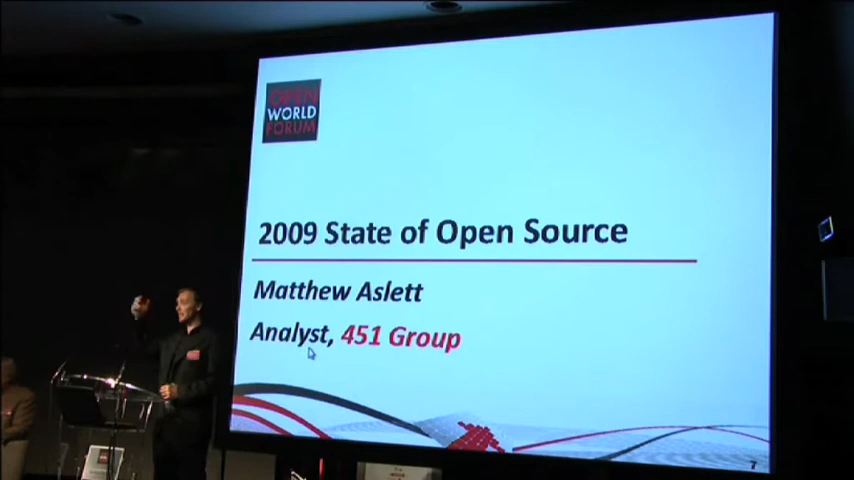 OPEN
WORLD
FORUM
2009 State of Open Source
Matthew Aslett
Analyst, 451 Group
7